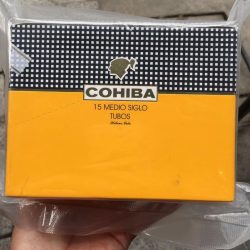 COHIBA
15 MEDIO SIGLO
TUBOS
Habana, Cuba